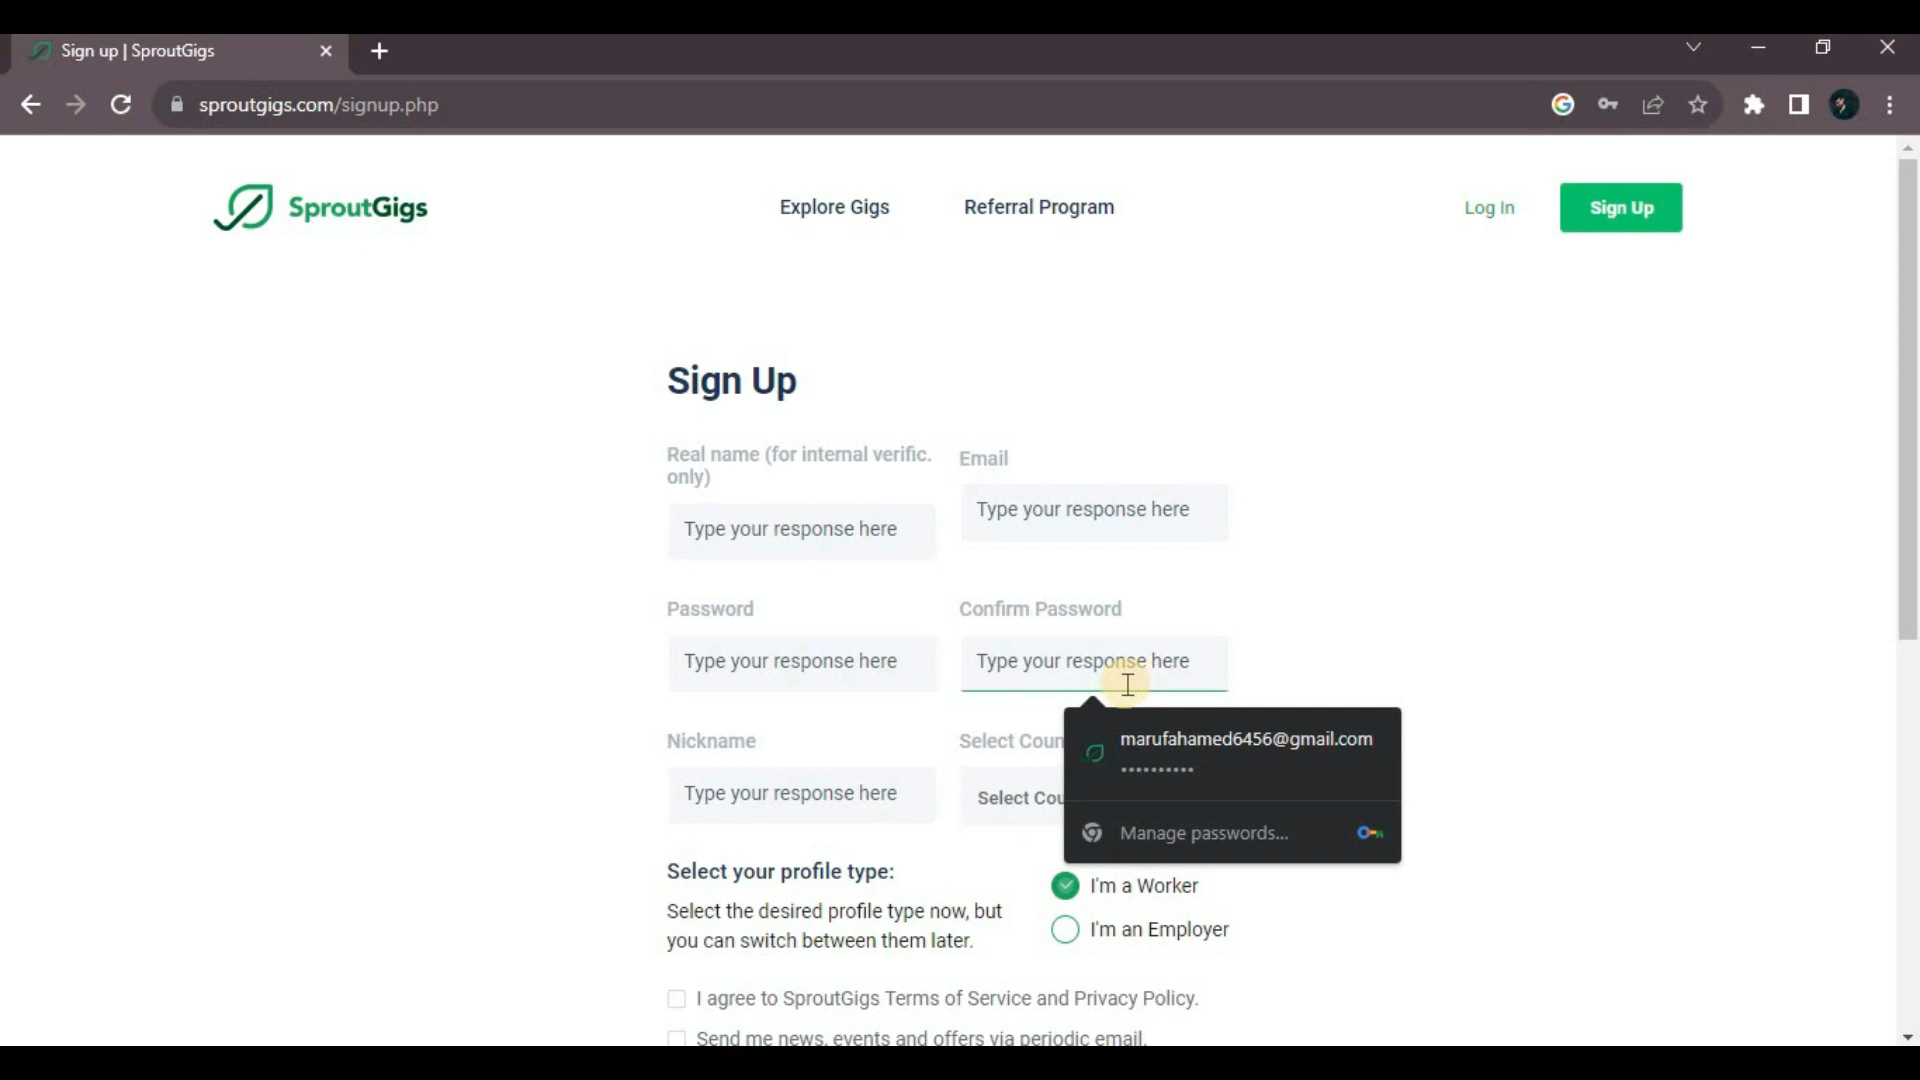 Sign up | SproutGigs
sproutgigs.com/signup.php
SproutGigs
Explore Gigs
Referral Program
Log In
Sign Up
Sign Up
Real name (for internal verific.
only)
Type your response here
Email
Type your response here
Password
Type your response here
Confirm Password
Type your response here
marufahamed6456@gmail.com
••••••••••
Manage passwords...
Nickname
Type your response here
Select Coun
Select Cou
Select your profile type:
Select the desired profile type now, but
you can switch between them later.
I'm a Worker
I'm an Employer
I agree to SproutGigs Terms of Service and Privacy Policy.
Send me news, events and offers via periodic email.